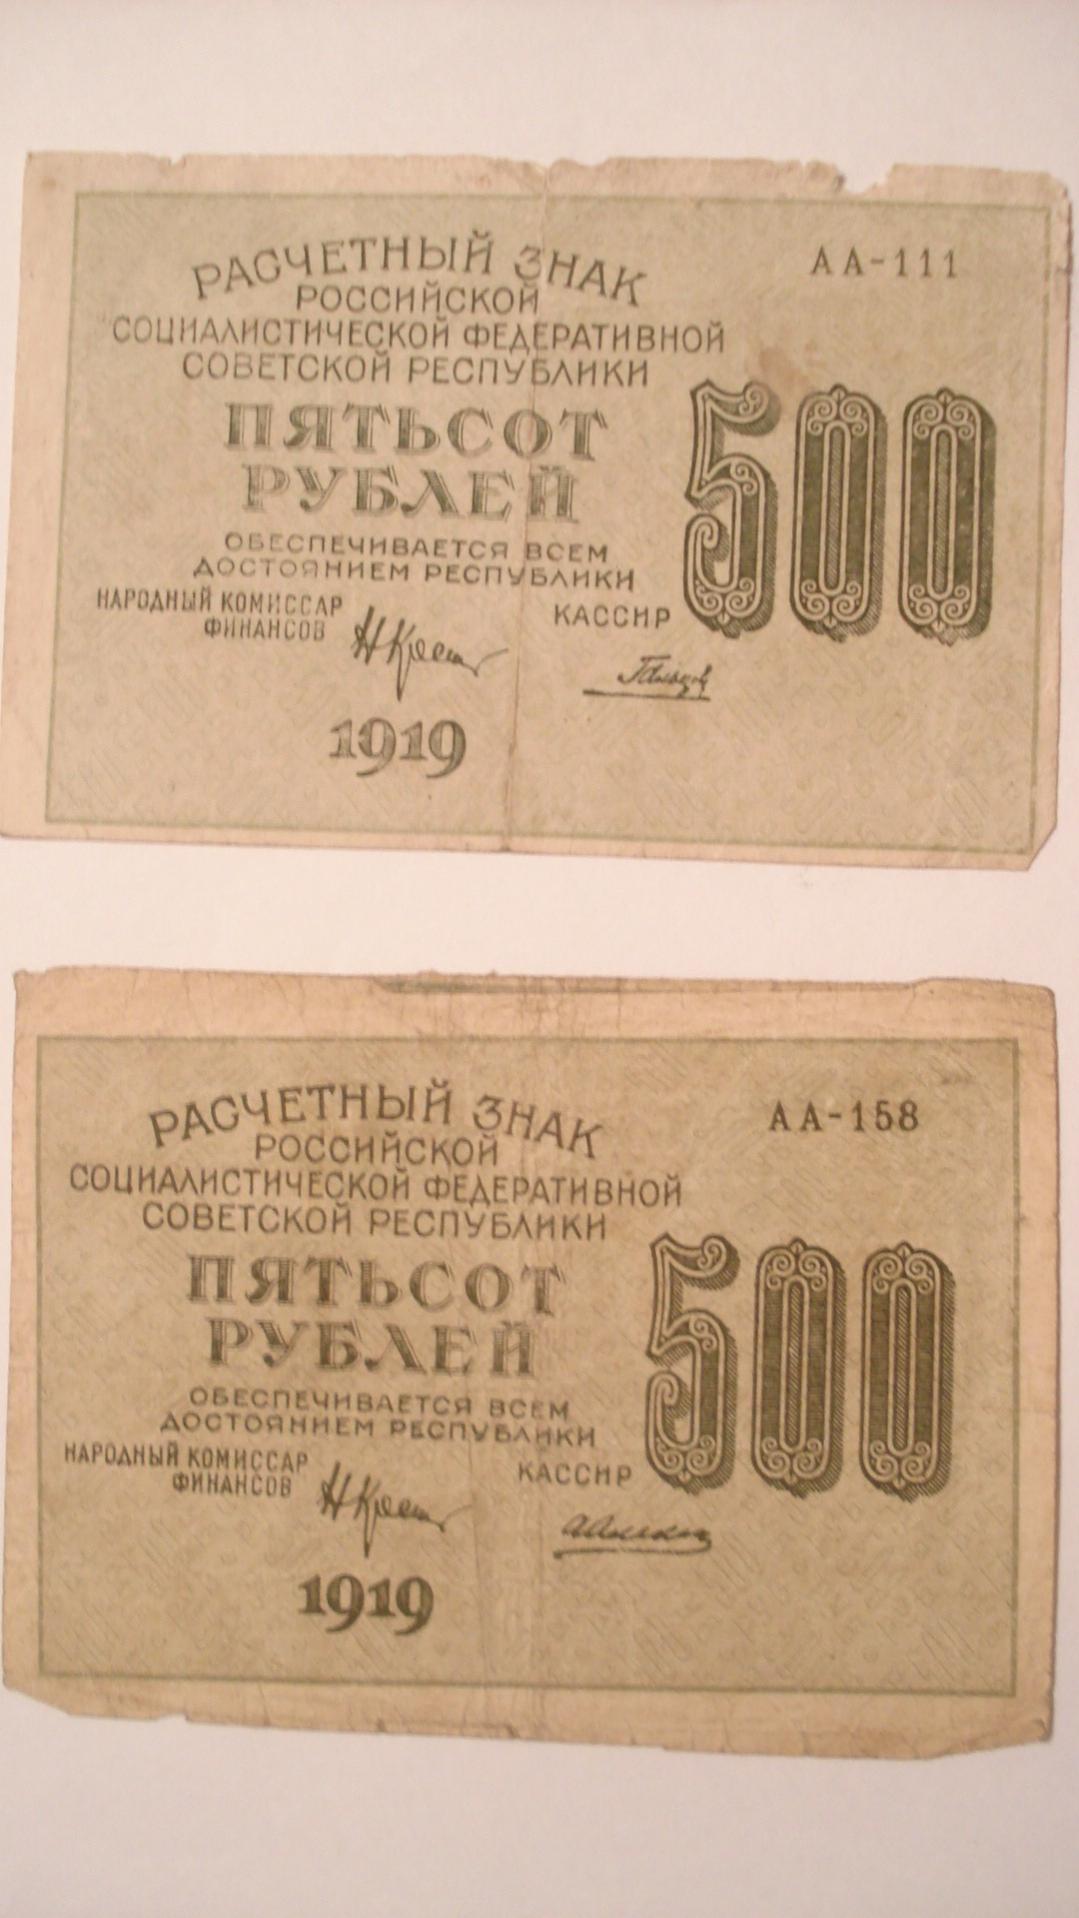 РАСЧЕТНЫЙ ЗНАК
АА-111
РОССИЙСКОЙ
СОЦИАЛИСТИЧЕСКОЙ ФЕДЕРАТИВНОЙ
СОВЕТСКОЙ РЕСПУБЛИКИ
ПЯТЬСОТ
РУБЛЕЙ
500
ОБЕСПЕЧИВАЕТСЯ ВСЕМ
ДОСТОЯНИЕМ РЕСПУБЛИКИ
НАРОДНЫЙ КОМИССАР
ФИНАНСОВ
КАССИР
1919
РАСЧЕТНЫЙ ЗНАК
АА-158
РОССИЙСКОЙ
СОЦИАЛИСТИЧЕСКОЙ ФЕДЕРАТИВНОЙ
СОВЕТСКОЙ РЕСПУБЛИКИ
ПЯТЬСОТ
РУБЛЕЙ
500
ОБЕСПЕЧИВАЕТСЯ ВСЕМ
ДОСТОЯНИЕМ РЕСПУБЛИКИ
НАРОДНЫЙ КОМИССАР
ФИНАНСОВ
КАССИР
1919